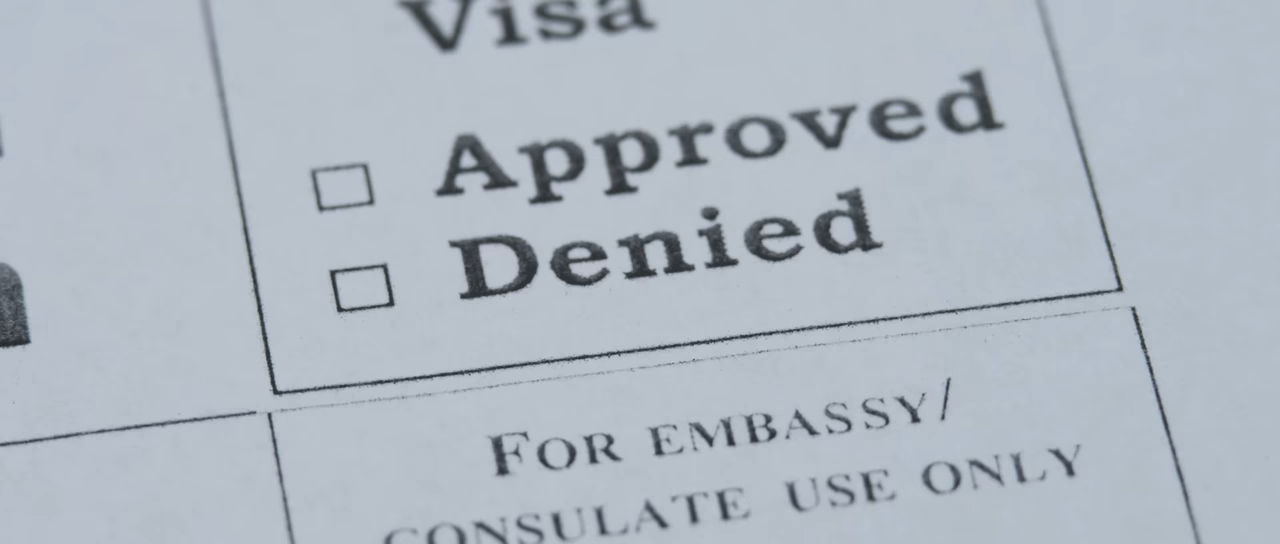 Visa
☐ Approved
☐ Denied
FOR EMBASSY/
CONSULATE USE ONLY